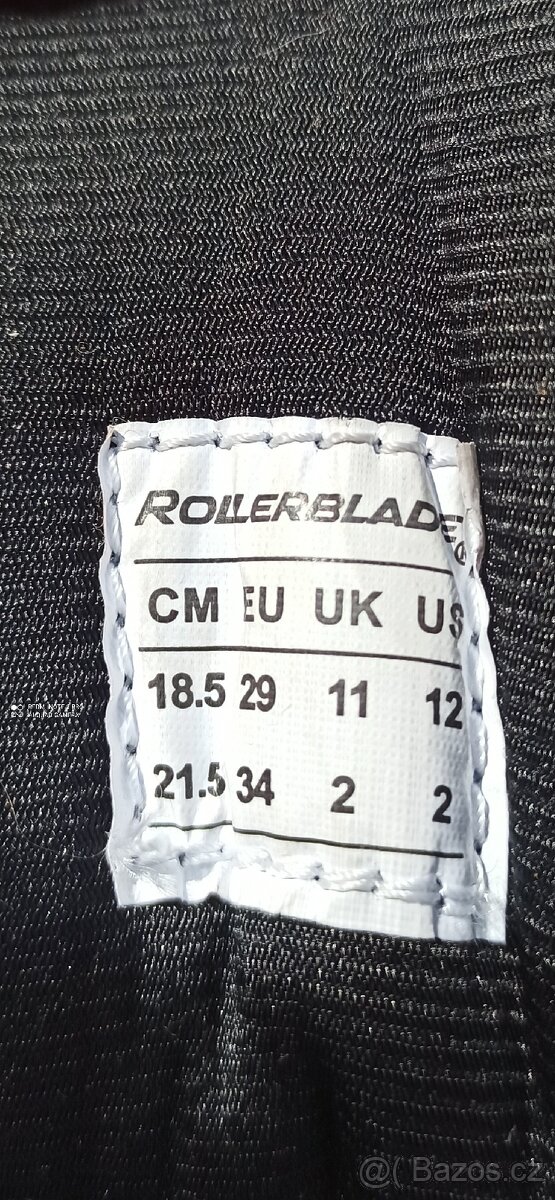 ROLLERBLADE
CM EU UK US
18.5 29 11 12
21.5 34 2 2
@( Bazos.cz